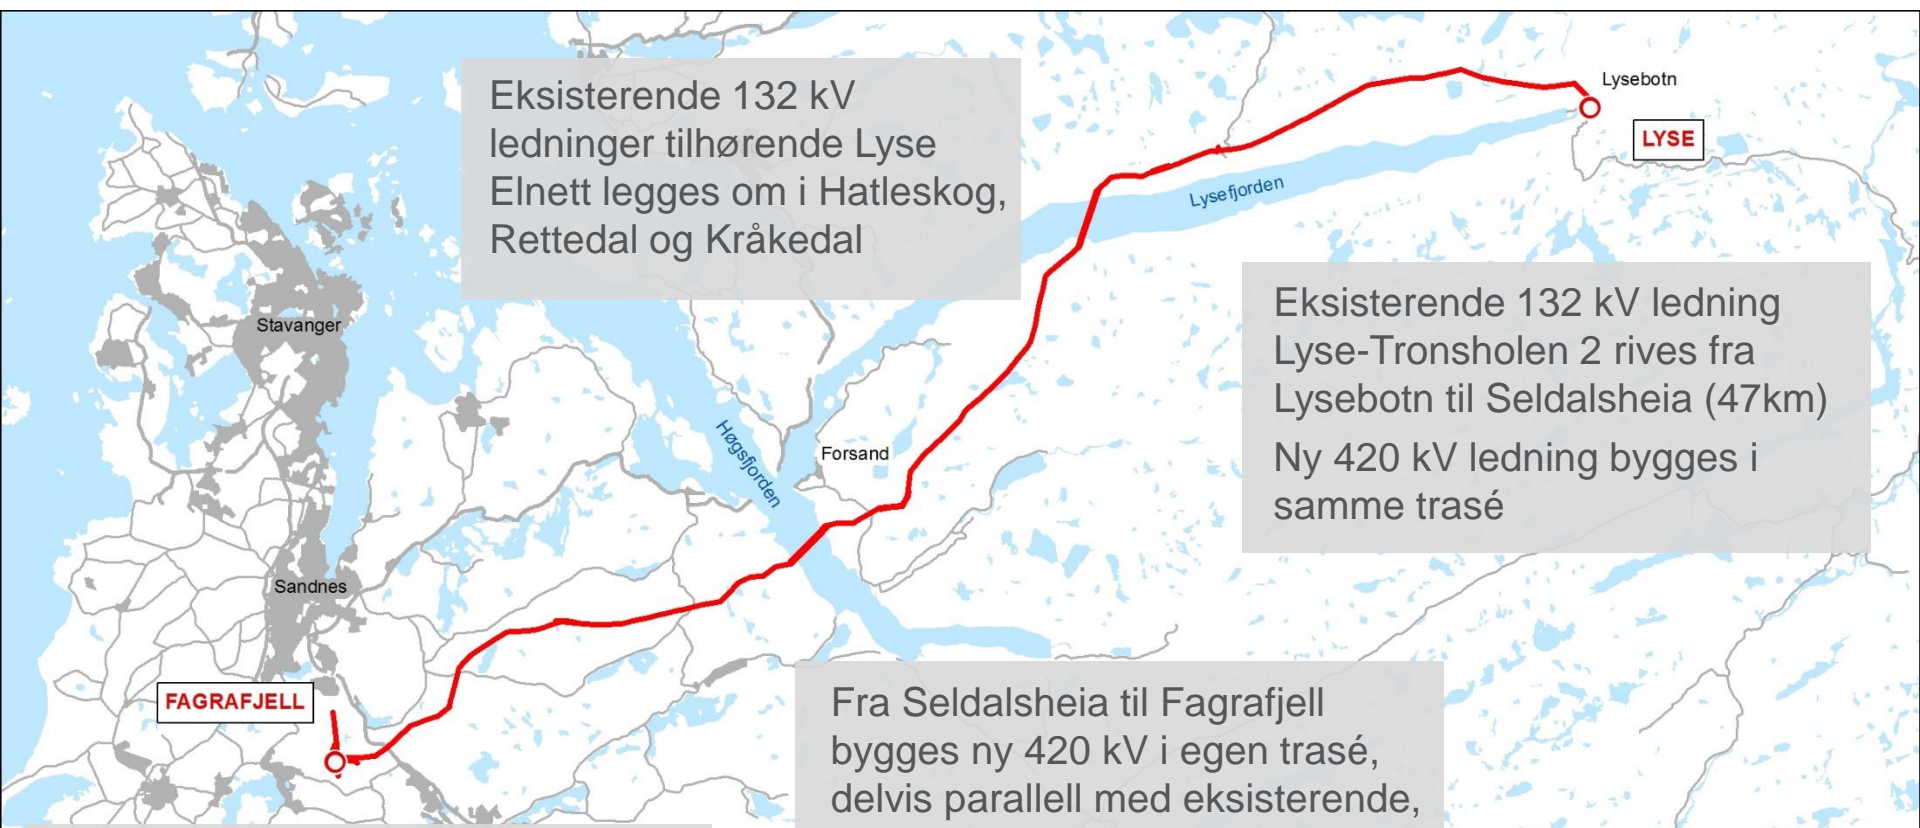 Eksisterende 132 kV
ledninger tilhørende Lyse
Elnett legges om i Hatleskog,
Rettedal og Kråkedal
Lysebotn
LYSE
Lysefjorden
Eksisterende 132 kV ledning
Lyse-Tronsholen 2 rives fra
Lysebotn til Seldalsheia (47km)
Ny 420 kV ledning bygges i
samme trasé
Stavanger
Høgsfjorden
Forsand
Sandnes
FAGRAFJELL
Fra Seldalsheia til Fagrafjell
bygges ny 420 kV i egen trasé,
delvis parallell med eksisterende,